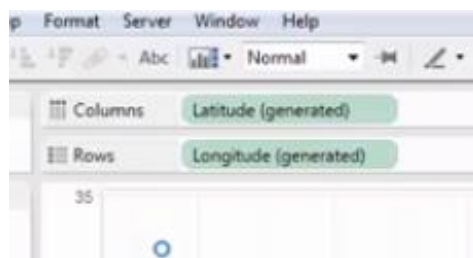 Format Server Window Help
Abc Normal
Columns Latitude (generated)
Rows Longitude (generated)
35